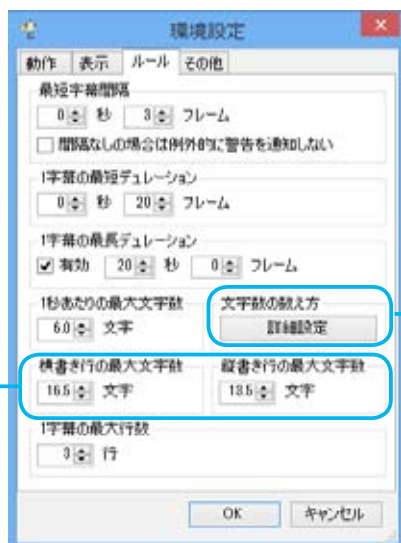 環境設定
動作 表示 ルール その他
最短字幕間隔
0 秒 3 フレーム
間隔なしの場合は例外的に警告を通知しない
1字幕の最短デュレーション
0 秒 20 フレーム
1字幕の最長デュレーション
有効 20 秒 0 フレーム
1秒あたりの最大文字数 文字数の数え方
6.0 文字 詳細設定
横書き行の最大文字数 縦書き行の最大文字数
16.5 文字 13.5 文字
1字幕の最大行数
3 行
OK キャンセル